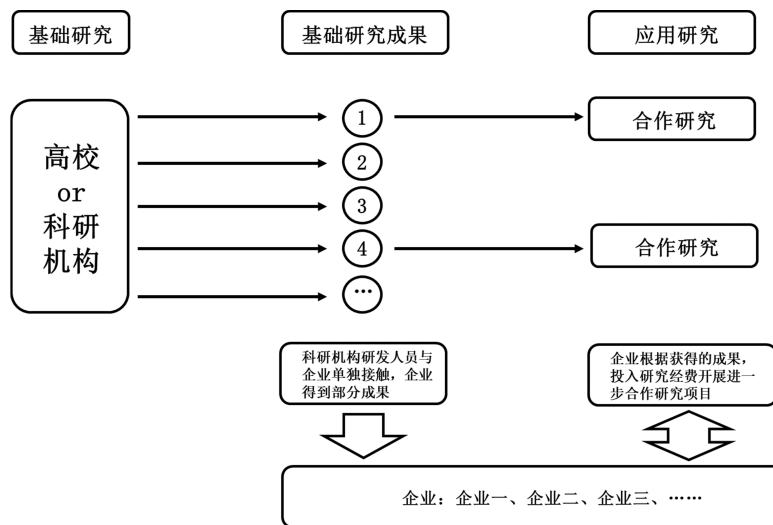 基础研究
基础研究成果
应用研究
高校
or
科研
机构
1
2
3
4
…
合作研究
合作研究
科研机构研发人员与
企业单独接触，企业
得到部分成果
企业根据获得的成果，
投入研究经费开展进一
步合作研究项目
企业：企业一、企业二、企业三、……